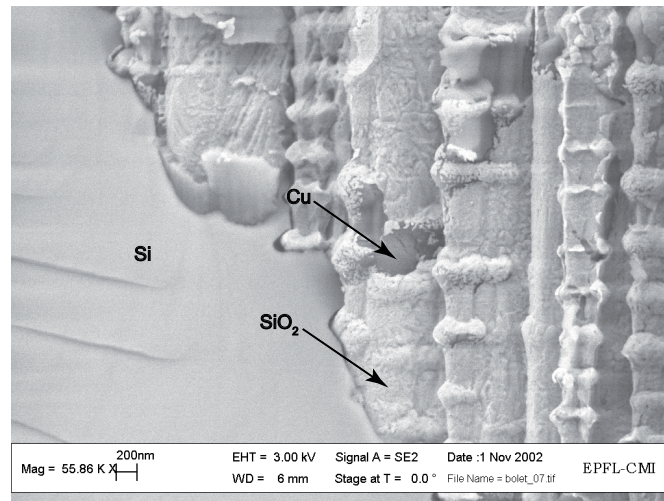 Cu
Si
SiO₂
200nm
Mag = 55.86 K X
EHT = 3.00 kV Signal A = SE2 Date :1 Nov 2002
WD = 6 mm Stage at T = 0.0 ° File Name = bolet_07.tif
EPFL-CMI